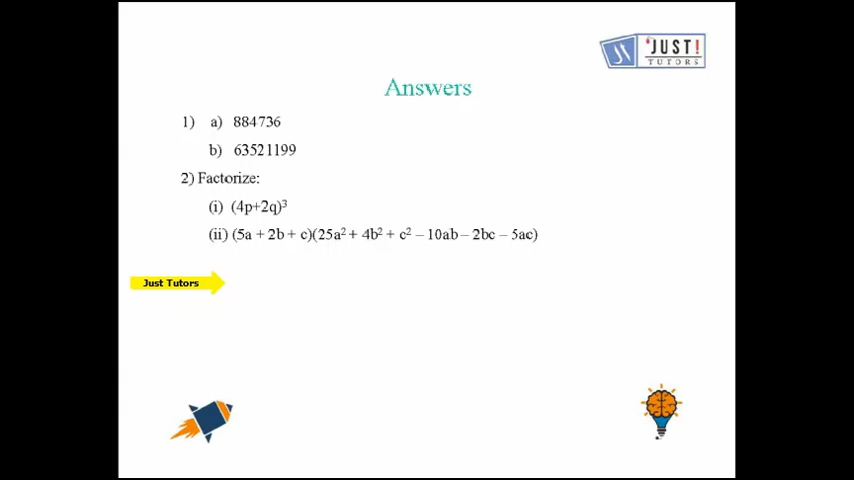 JUST!
TUTORS
Answers
1) a) 884736
b) 63521199
2) Factorize:
(i) (4p+2q)³
(ii) (5a + 2b + c)(25a² + 4b² + c² – 10ab – 2bc – 5ac)
Just Tutors